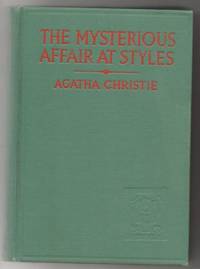 THE MYSTERIOUS
AFFAIR AT STYLES
AGATHA CHRISTIE